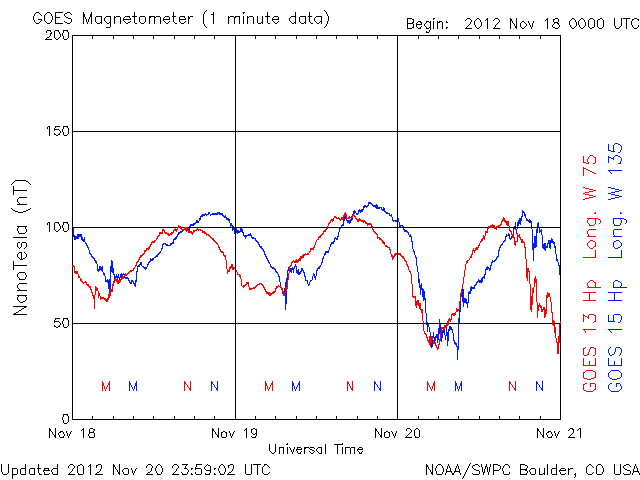 GOES Magnetometer (1 minute data)
Begin: 2012 Nov 18 0000 UTC
200
150
100
50
0
NanoTesla (nT)
M M N N M M N N M M N N
Nov 18 Nov 19 Nov 20 Nov 21
Universal Time
GOES 13 Hp Long. W 75
GOES 15 Hp Long. W 135
Updated 2012 Nov 20 23:59:02 UTC
NOAA/SWPC Boulder, CO USA